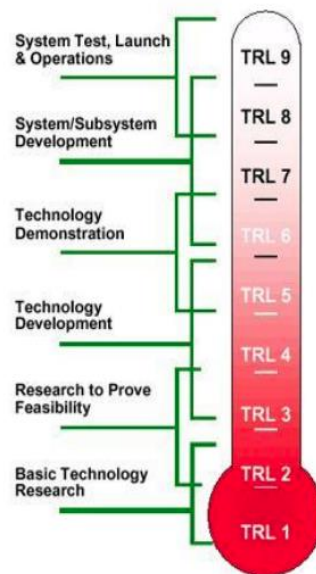 System Test, Launch
& Operations
System/Subsystem
Development
Technology
Demonstration
Technology
Development
Research to Prove
Feasibility
Basic Technology
Research
TRL 9
TRL 8
TRL 7
TRL 6
TRL 5
TRL 4
TRL 3
TRL 2
TRL 1